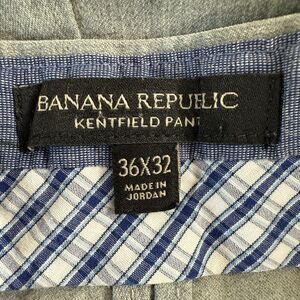 BANANA REPUBLIC
KENTFIELD PANT
36X32
MADE IN
JORDAN